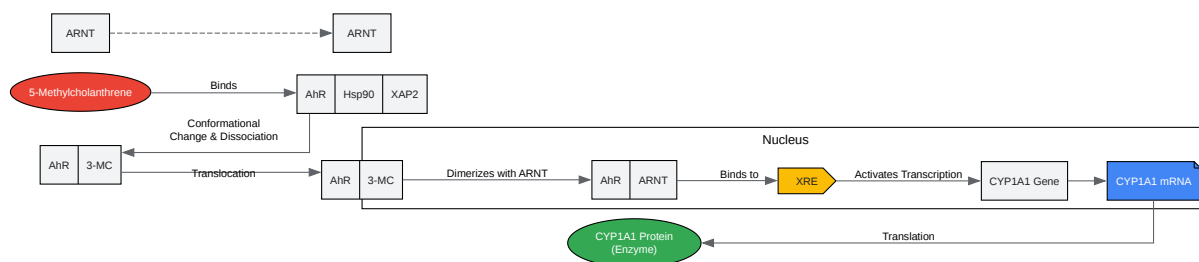 ARNT
ARNT
5-Methylcholanthrene
Binds
AhR
Hsp90
XAP2
Conformational
Change & Dissociation
Nucleus
AhR
3-MC
Translocation
AhR
3-MC
Dimerizes with ARNT
AhR
ARNT
Binds to
XRE
Activates Transcription
CYP1A1 Gene
CYP1A1 mRNA
CYP1A1 Protein
(Enzyme)
Translation